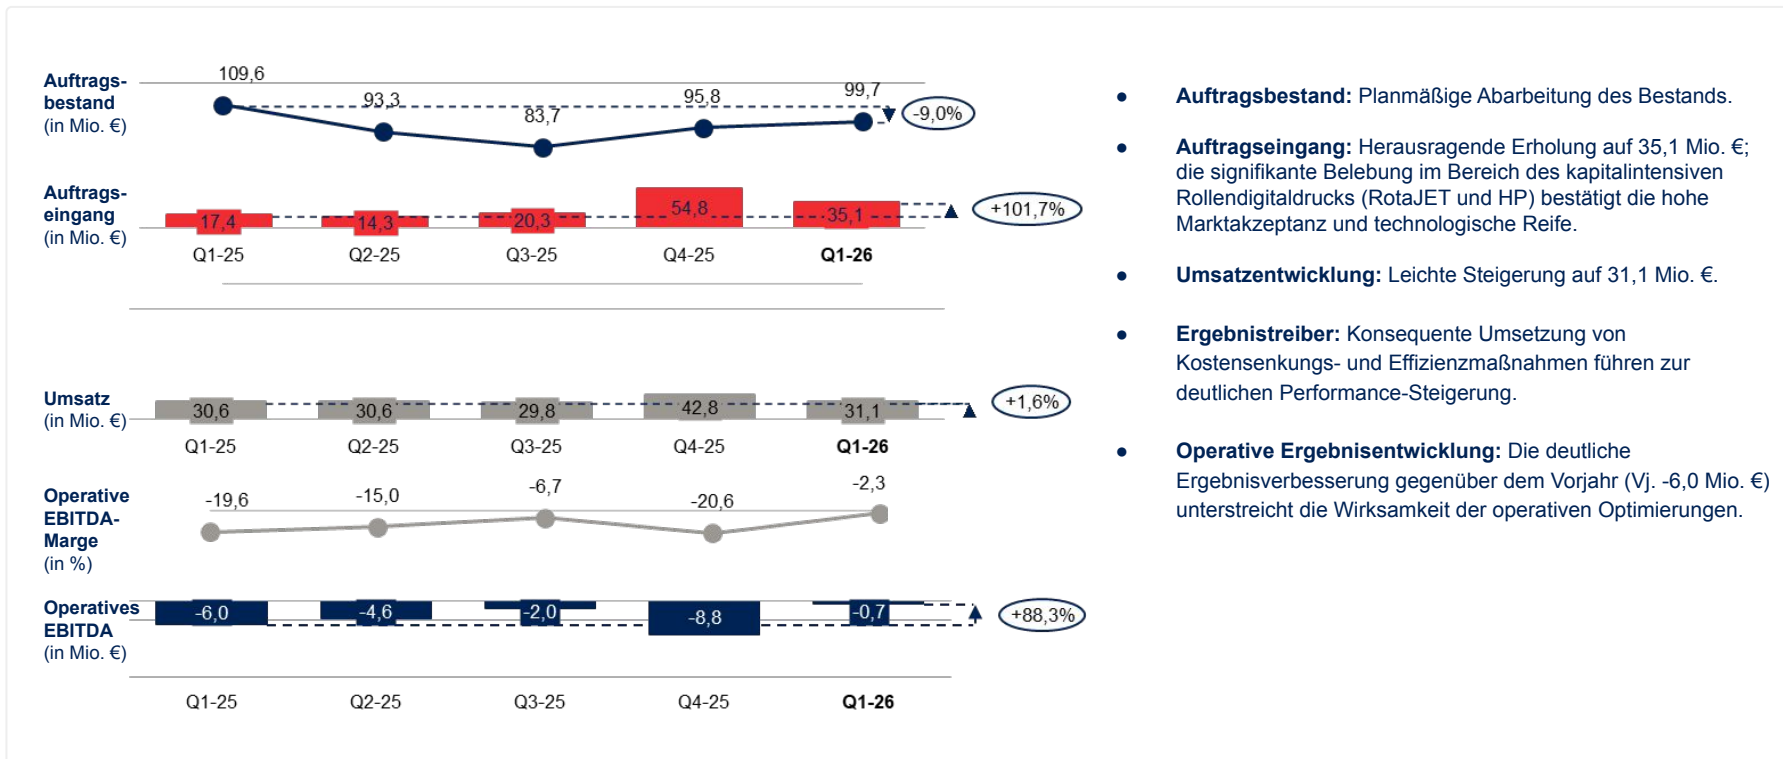 Auftrags-
bestand
(in Mio. €)
109,6
93,3
83,7
95,8
99,7
-9,0%
Auftrags-
eingang
(in Mio. €)
17,4
14,3
20,3
54,8
35,1
+101,7%
Q1-25
Q2-25
Q3-25
Q4-25
Q1-26
Umsatz
(in Mio. €)
30,6
30,6
29,8
42,8
31,1
+1,6%
Q1-25
Q2-25
Q3-25
Q4-25
Q1-26
Operative
EBITDA-
Marge
(in %)
-19,6
-15,0
-6,7
-20,6
-2,3
Operatives
EBITDA
(in Mio. €)
-6,0
-4,6
-2,0
-8,8
-0,7
+88,3%
Q1-25
Q2-25
Q3-25
Q4-25
Q1-26
● Auftragsbestand: Planmäßige Abarbeitung des Bestands.
● Auftragseingang: Herausragende Erholung auf 35,1 Mio. €;
die signifikante Belebung im Bereich des kapitalintensiven
Rollendigitaldrucks (RotaJET und HP) bestätigt die hohe
Marktakzeptanz und technologische Reife.
● Umsatzentwicklung: Leichte Steigerung auf 31,1 Mio. €.
● Ergebnistreiber: Konsequente Umsetzung von
Kostensenkungs- und Effizienzmaßnahmen führen zur
deutlichen Performance-Steigerung.
● Operative Ergebnisentwicklung: Die deutliche
Ergebnisverbesserung gegenüber dem Vorjahr (Vj. -6,0 Mio. €)
unterstreicht die Wirksamkeit der operativen Optimierungen.